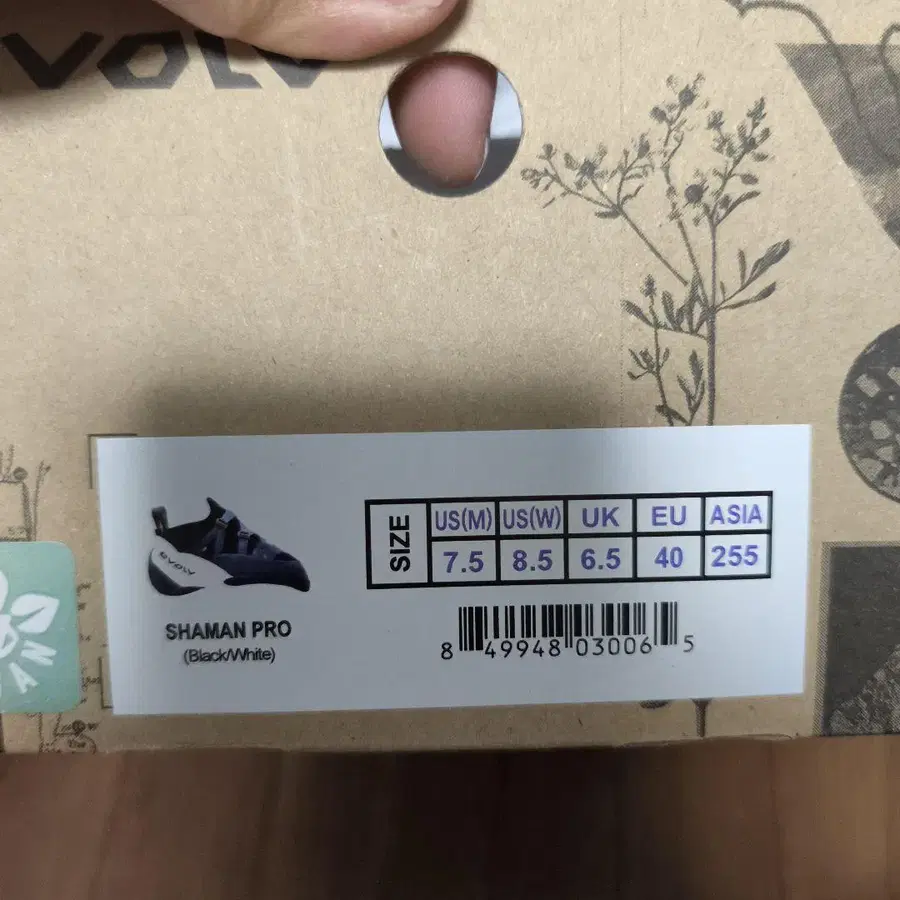 evolv
evolv
SHAMAN PRO
(Black/White)
SIZE
US(M) US(W) UK EU ASIA
7.5 8.5 6.5 40 255
8 49948 03006 5